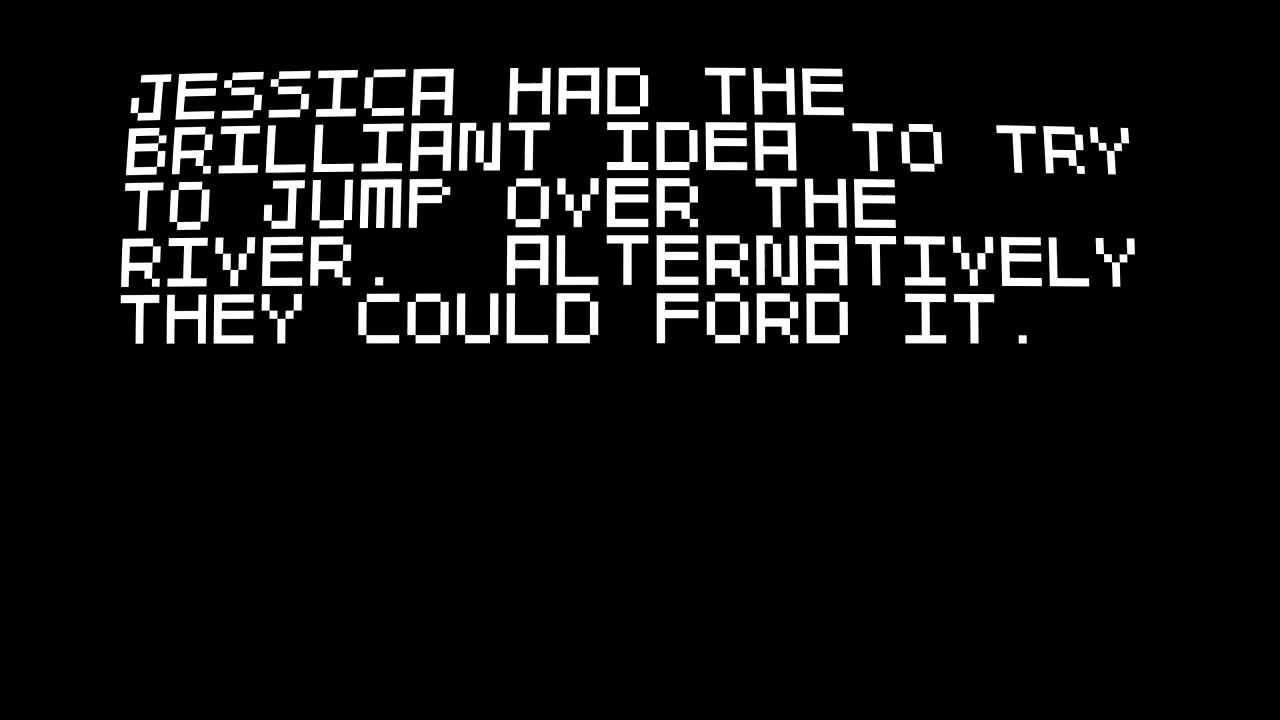 JESSICA HAD THE
BRILLIANT IDEA TO TRY
TO JUMP OVER THE
RIVER.  ALTERNATIVELY
THEY COULD FORD IT.